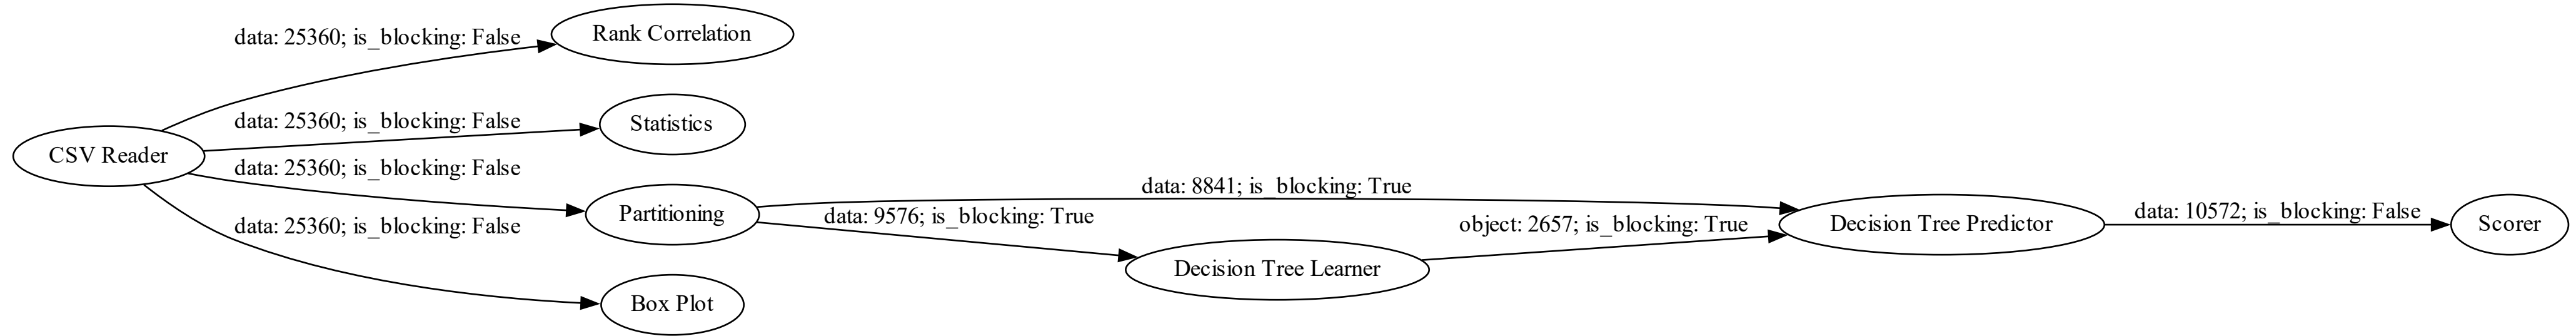 data: 25360; is_blocking: False
Rank Correlation
data: 25360; is_blocking: False
Statistics
CSV Reader
data: 25360; is_blocking: False
data: 8841; is_blocking: True
Partitioning
data: 9576; is_blocking: True
object: 2657; is_blocking: True
Decision Tree Predictor
data: 10572; is_blocking: False
Scorer
data: 25360; is_blocking: False
Decision Tree Learner
Box Plot